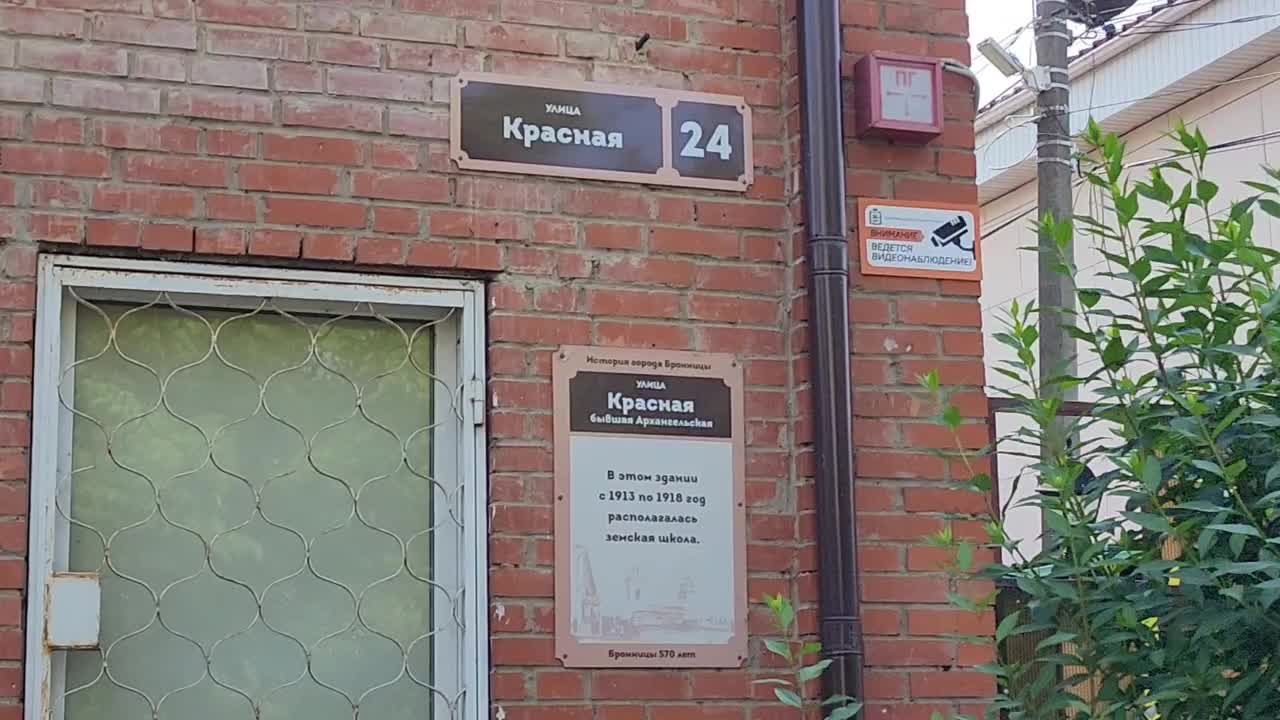 УЛИЦА
Красная
24
ПГ
ВНИМАНИЕ
ВЕДЕТСЯ
ВИДЕОНАБЛЮДЕНИЕ!
История города Бронницы
УЛИЦА
Красная
бывшая Архангельская
В этом здании
с 1913 по 1918 год
располагалась
земская школа.
Бронницы 570 лет